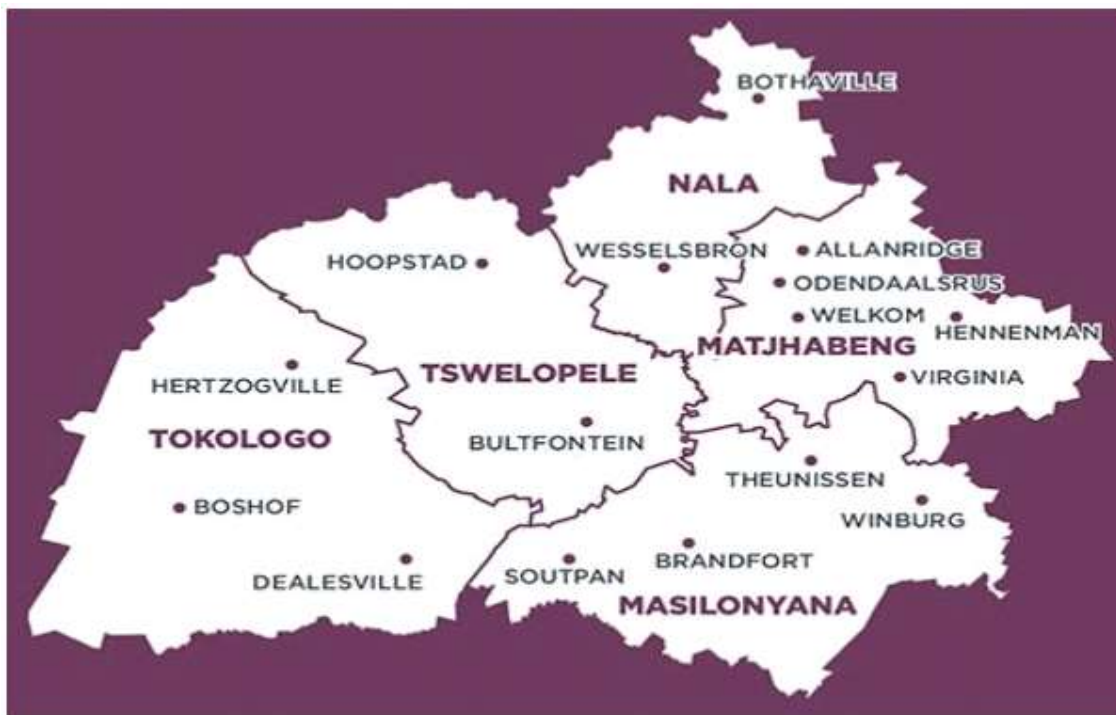 BOTHAVILLE
NALA
WESSELSBRON
ALLANRIDGE
HOOPSTAD
ODENDAALSRUS
WELKOM
HENNENMAN
MATJHABENG
TSWELOPELE
VIRGINIA
HERTZOGVILLE
TOKOLOGO
BULTFONTEIN
THEUNISSEN
BOSHOF
WINBURG
BRANDFORT
DEALESVILLE
SOUTPAN
MASILONYANA